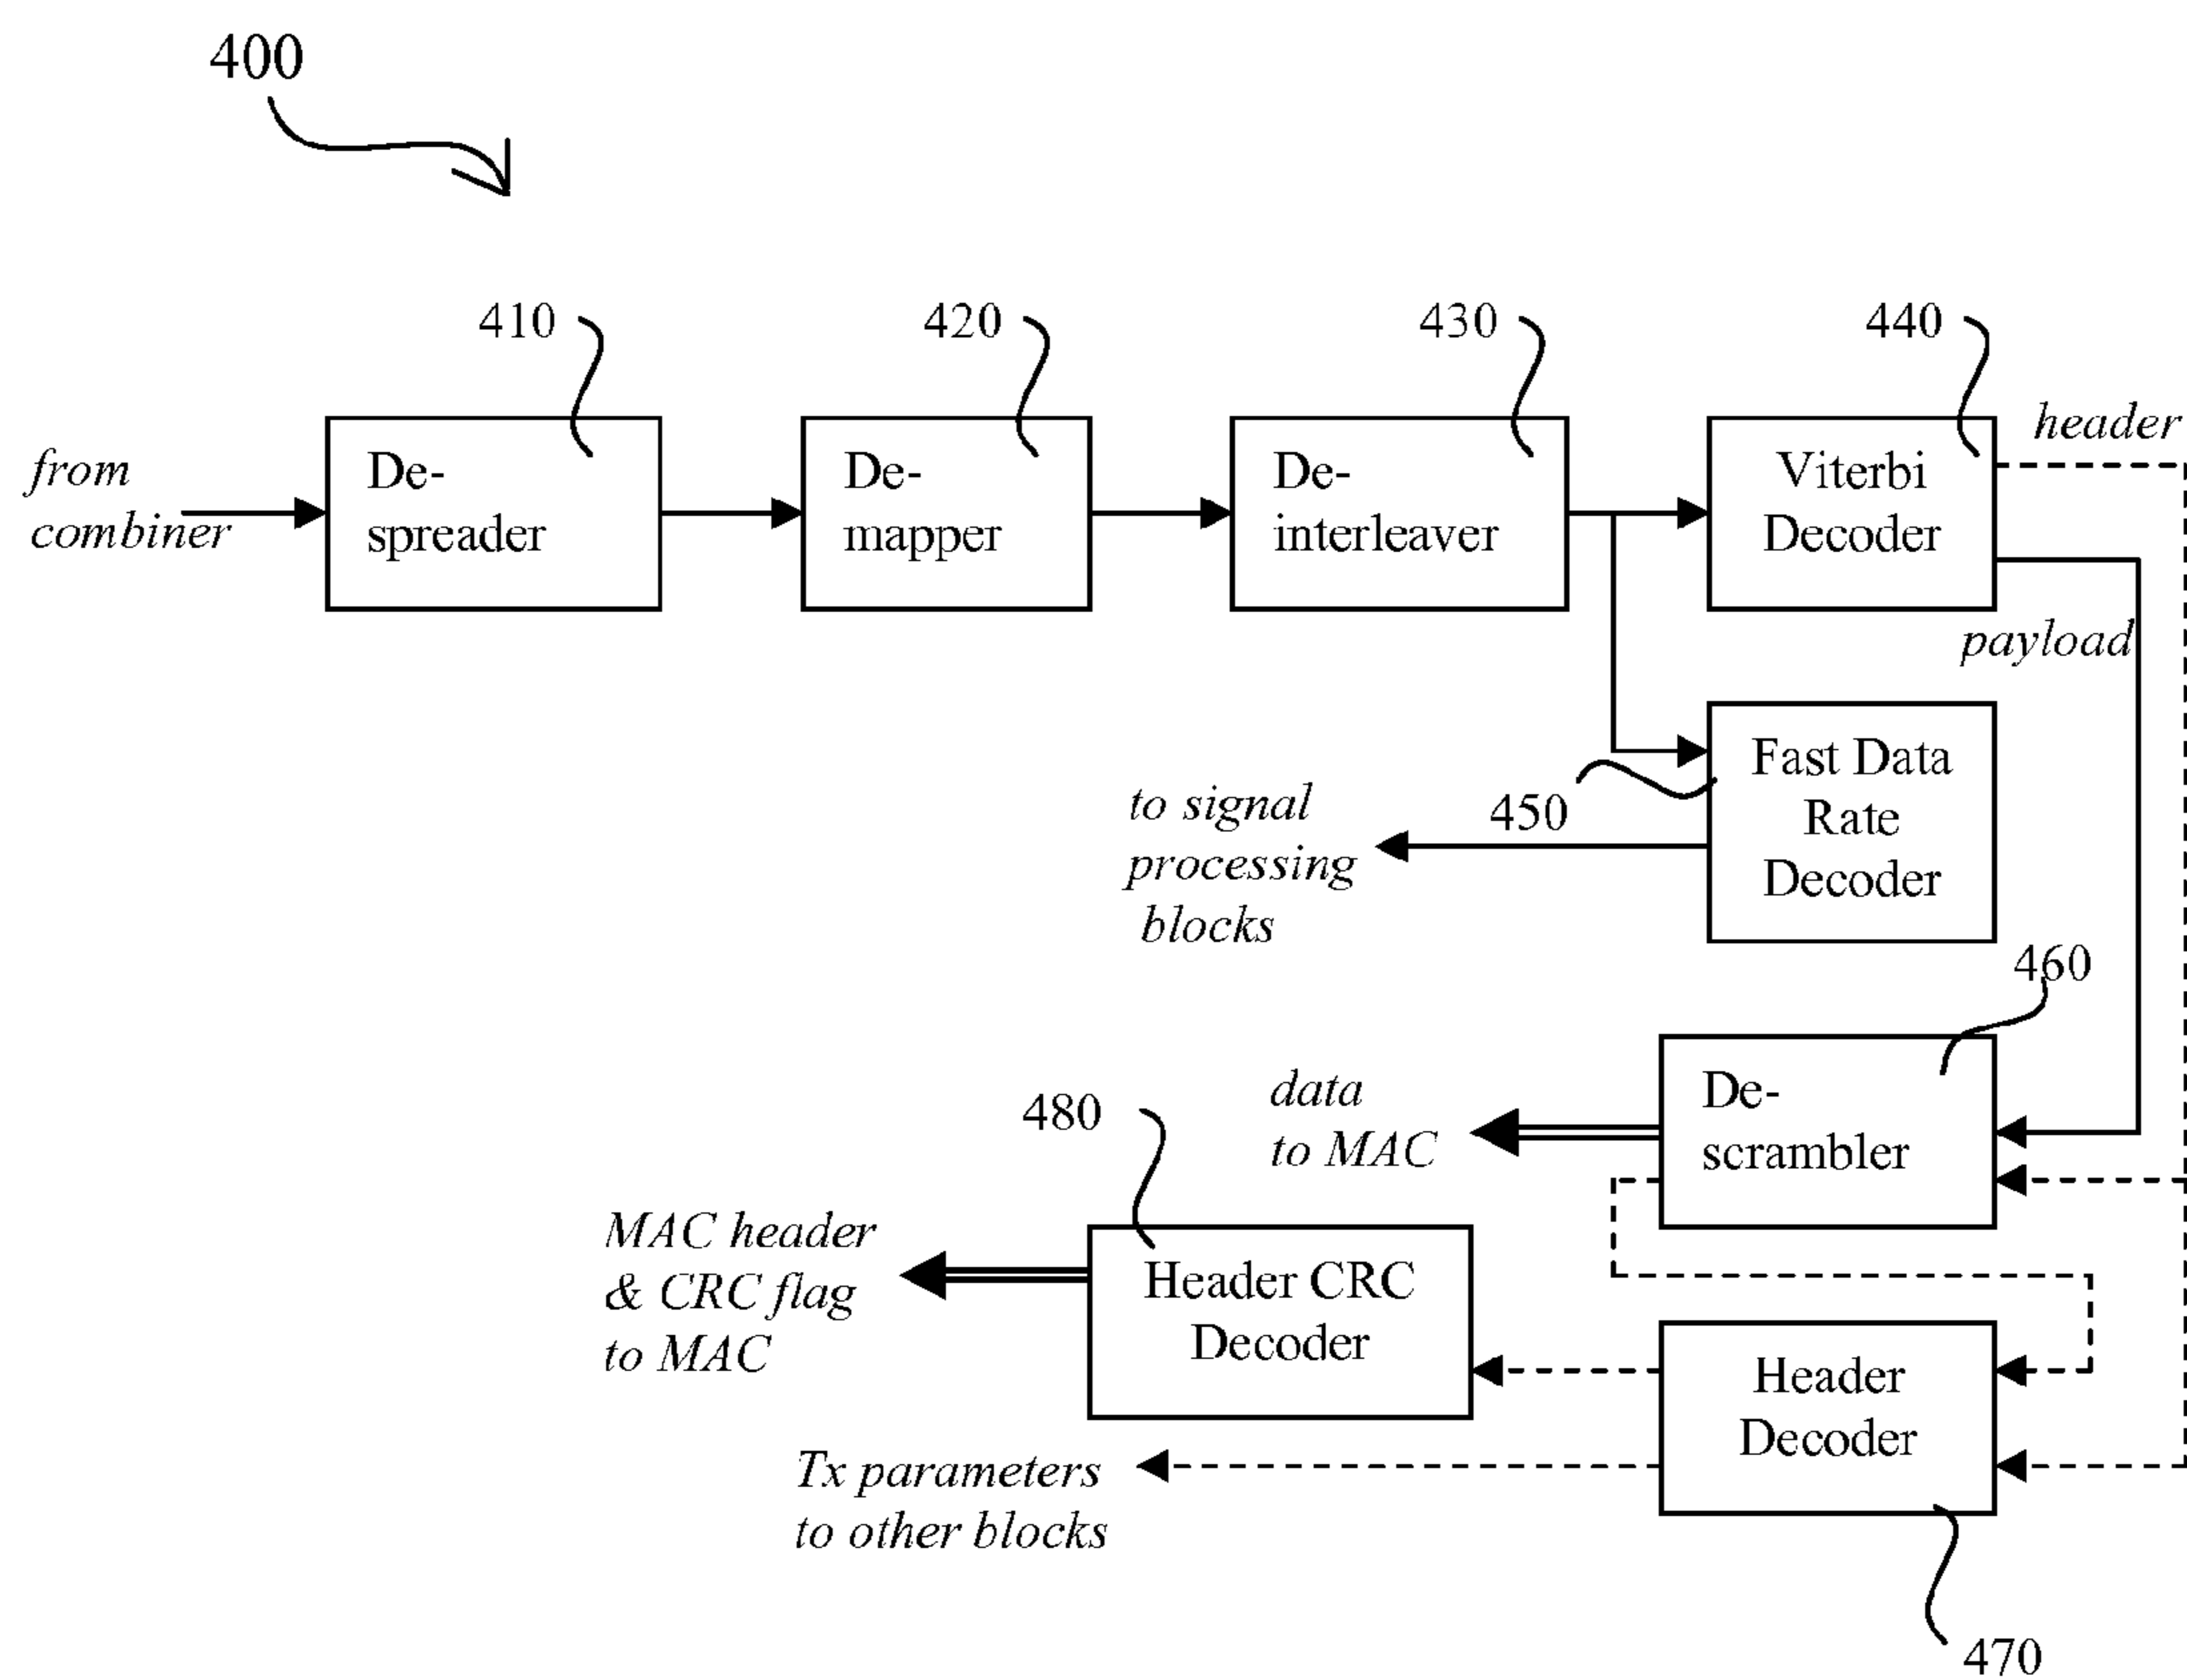 400
410
420
430
440
header
from
combiner
De-
spreader
De-
mapper
De-
interleaver
Viterbi
Decoder
payload
Fast Data
Rate
Decoder
450
to signal
processing
blocks
460
De-
scrambler
data
to MAC
480
MAC header
& CRC flag
to MAC
Header CRC
Decoder
Header
Decoder
Tx parameters
to other blocks
470